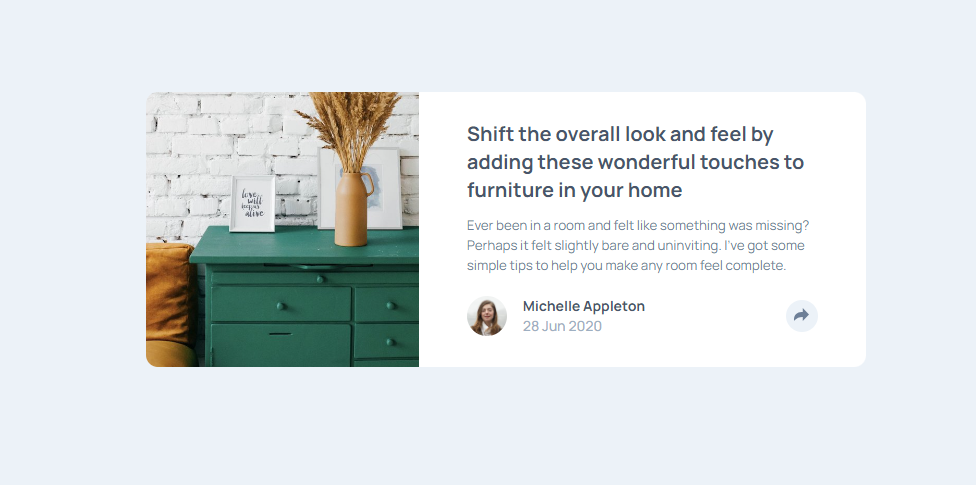 love
will
keep us
alive
Shift the overall look and feel by
adding these wonderful touches to
furniture in your home
Ever been in a room and felt like something was missing?
Perhaps it felt slightly bare and uninviting. I've got some
simple tips to help you make any room feel complete.
Michelle Appleton
28 Jun 2020